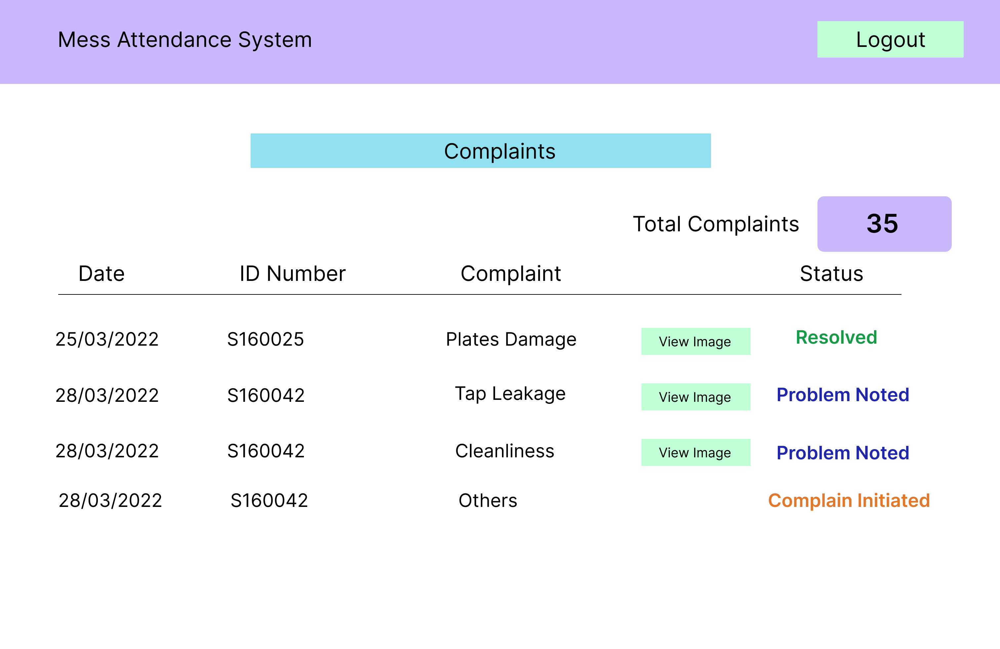 Mess Attendance System Logout
Complaints
Total Complaints 35
Date ID Number Complaint Status
25/03/2022 S160025 Plates Damage View Image Resolved
28/03/2022 S160042 Tap Leakage View Image Problem Noted
28/03/2022 S160042 Cleanliness View Image Problem Noted
28/03/2022 S160042 Others Complain Initiated